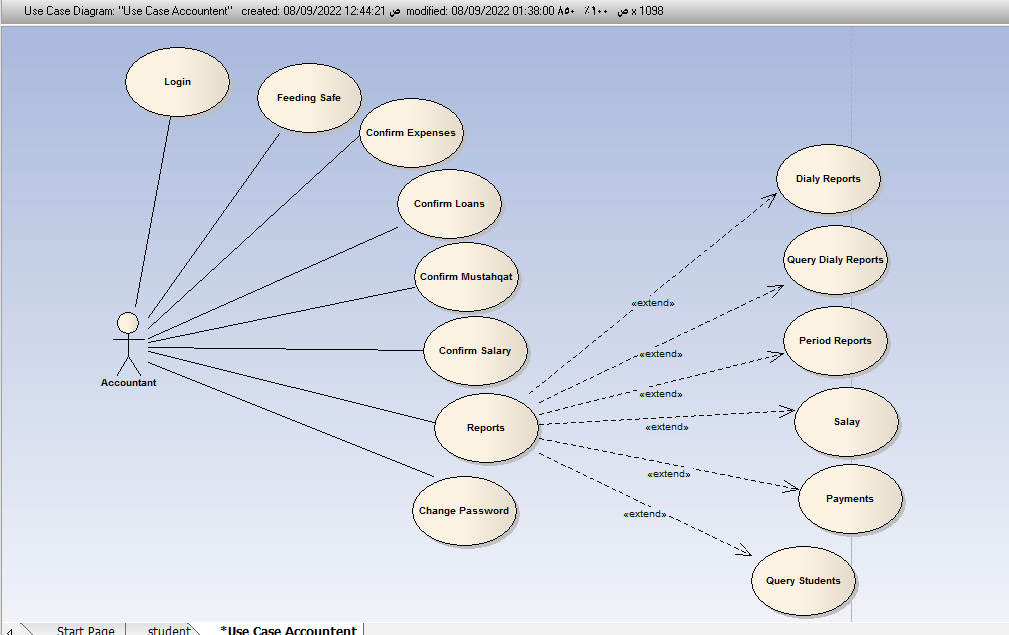 Use Case Diagram: "Use Case Accountent" created: 08/09/2022 12:44:21 ص modified: 08/09/2022 01:38:00 ص ١٠٠٪ ٨٥٠ x 1098
Login
Feeding Safe
Confirm Expenses
Confirm Loans
Confirm Mustahqat
Confirm Salary
Reports
Change Password
Accountant
«extend»
«extend»
«extend»
«extend»
«extend»
«extend»
Dialy Reports
Query Dialy Reports
Period Reports
Salay
Payments
Query Students
Start Page
student
*Use Case Accountent